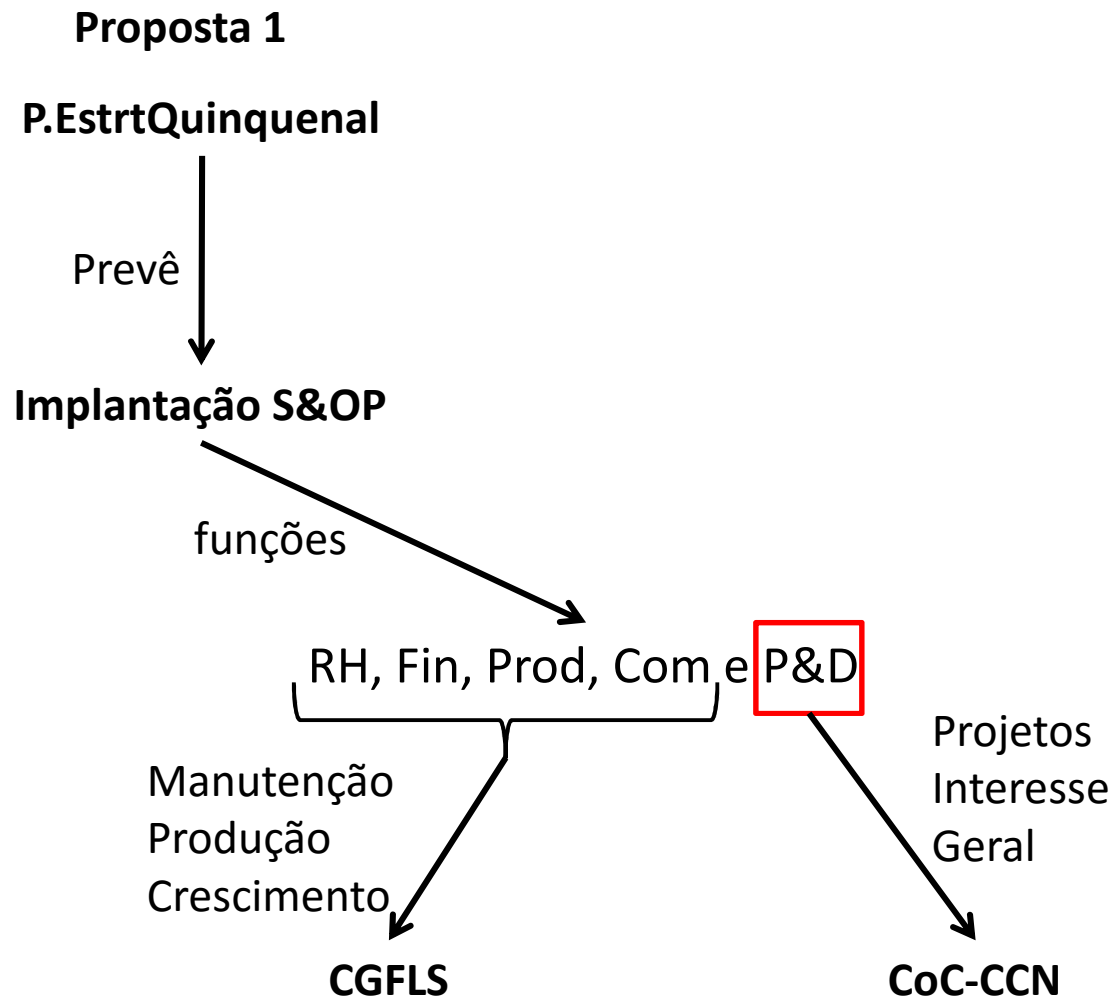 Proposta 1
P.EstrtQuinquenal
Prevê
Implantação S&OP
funções
RH, Fin, Prod, Com e P&D
Manutenção
Produção
Crescimento
Projetos
Interesse
Geral
CGFLS
CoC-CCN